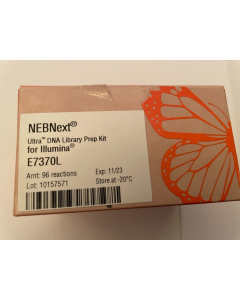 NEBNext®
Ultra™ DNA Library Prep Kit
for Illumina®
E7370L
Amt: 96 reactions Exp: 11/23
Lot: 10157571 Store at -20°C